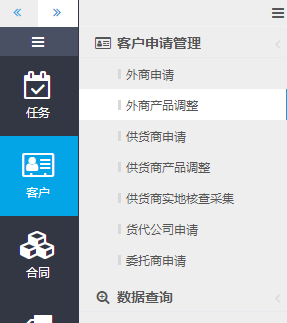 任务
客户
合同
客户申请管理
外商申请
外商产品调整
供货商申请
供货商产品调整
供货商实地核查采集
货代公司申请
委托商申请
数据查询